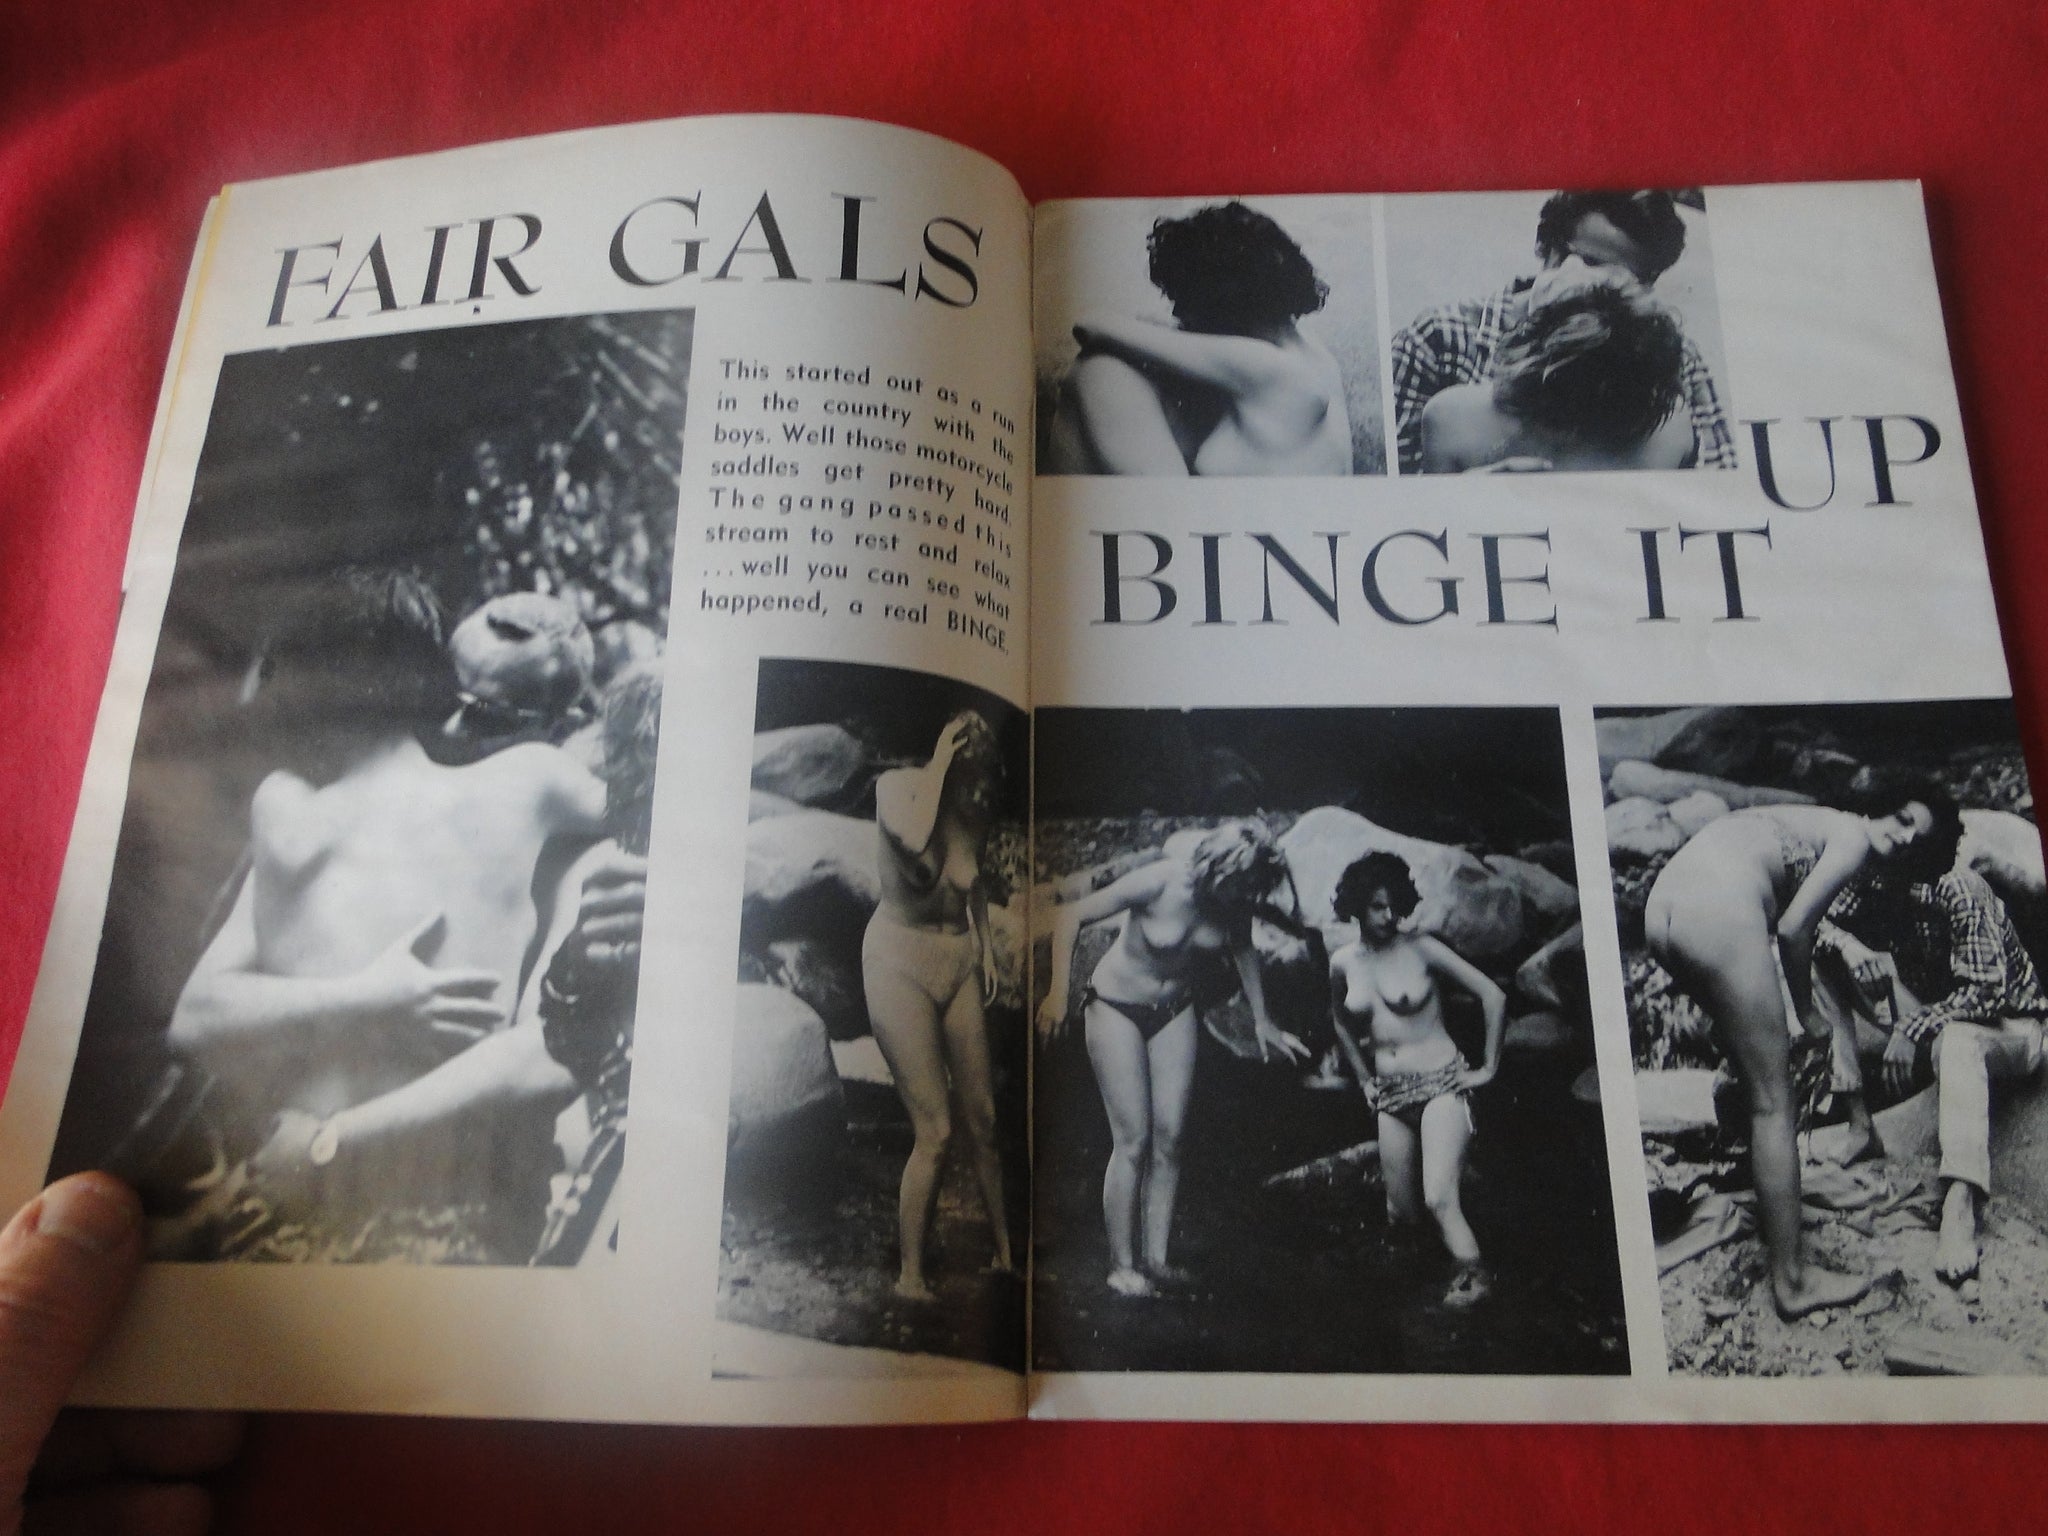 FAIR GALS
This started out as a run
in the country with the
boys. Well those motorcycle
saddles get pretty hard.
The gang passed this
stream to rest and relax
...well you can see what
happened, a real BINGE.
UP
BINGE IT